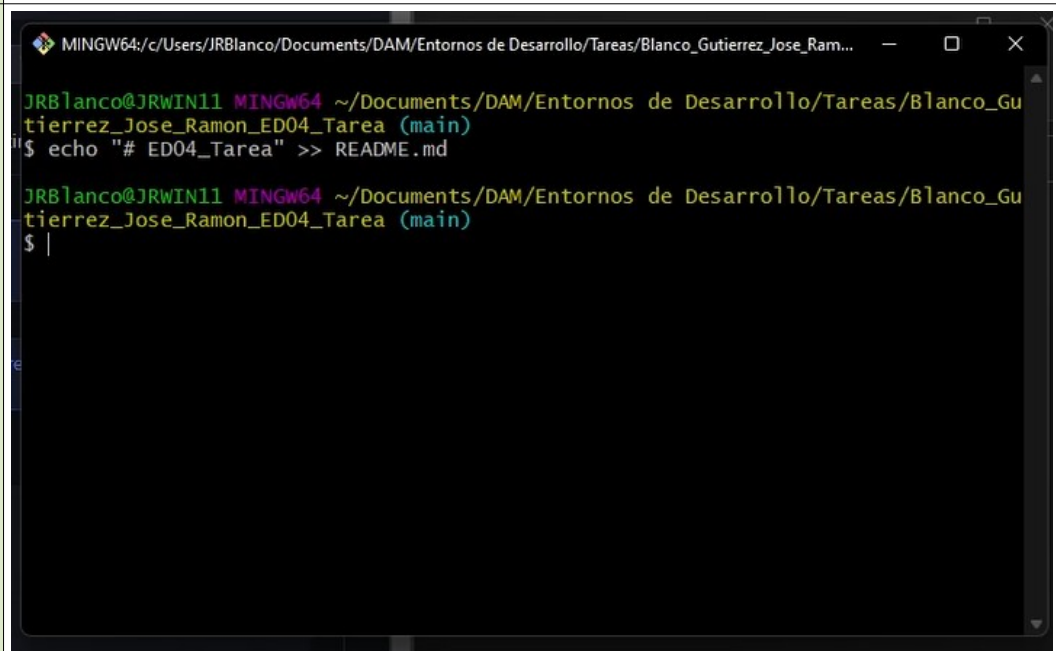 MINGW64:/c/Users/JRBlanco/Documents/DAM/Entornos de Desarrollo/Tareas/Blanco_Gutierrez_Jose_Ram...
JRBlanco@JRWIN11 MINGW64 ~/Documents/DAM/Entornos de Desarrollo/Tareas/Blanco_Gu
tierrez_Jose_Ramon_ED04_Tarea (main)
$ echo "# ED04_Tarea" >> README.md
JRBlanco@JRWIN11 MINGW64 ~/Documents/DAM/Entornos de Desarrollo/Tareas/Blanco_Gu
tierrez_Jose_Ramon_ED04_Tarea (main)
$